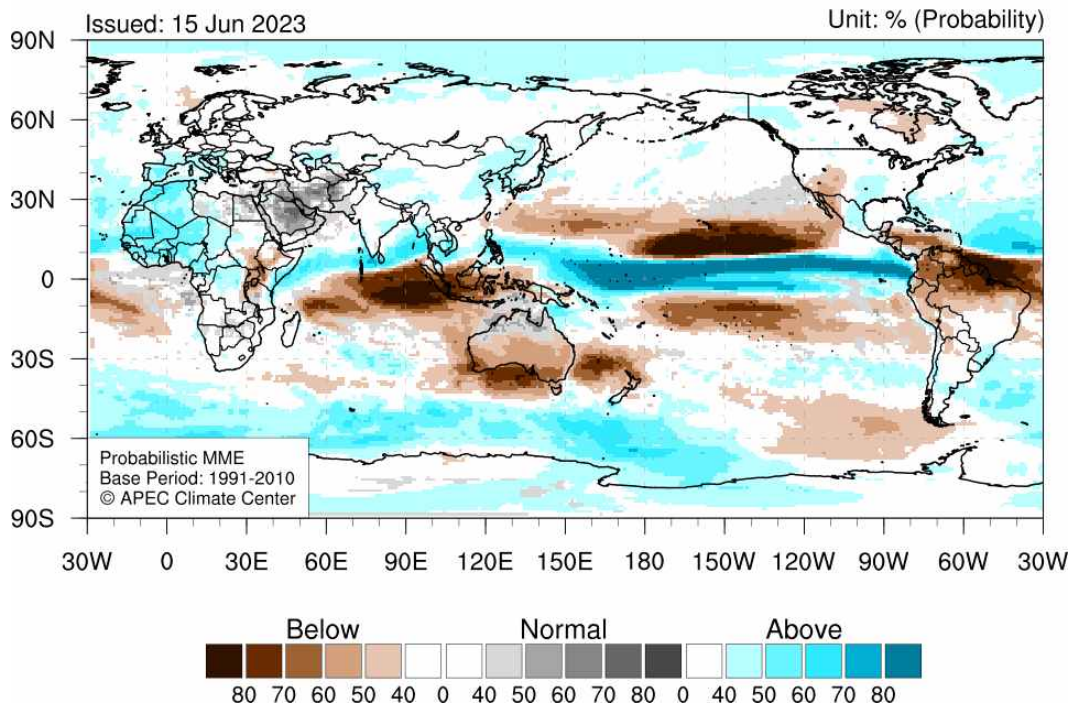 Issued: 15 Jun 2023 Unit: % (Probability)
90N
60N
30N
0
30S
60S
90S
Probabilistic MME
Base Period: 1991-2010
© APEC Climate Center
30W 0 30E 60E 90E 120E 150E 180 150W 120W 90W 60W 30W
Below Normal Above
80 70 60 50 40 0 40 50 60 70 80 0 40 50 60 70 80